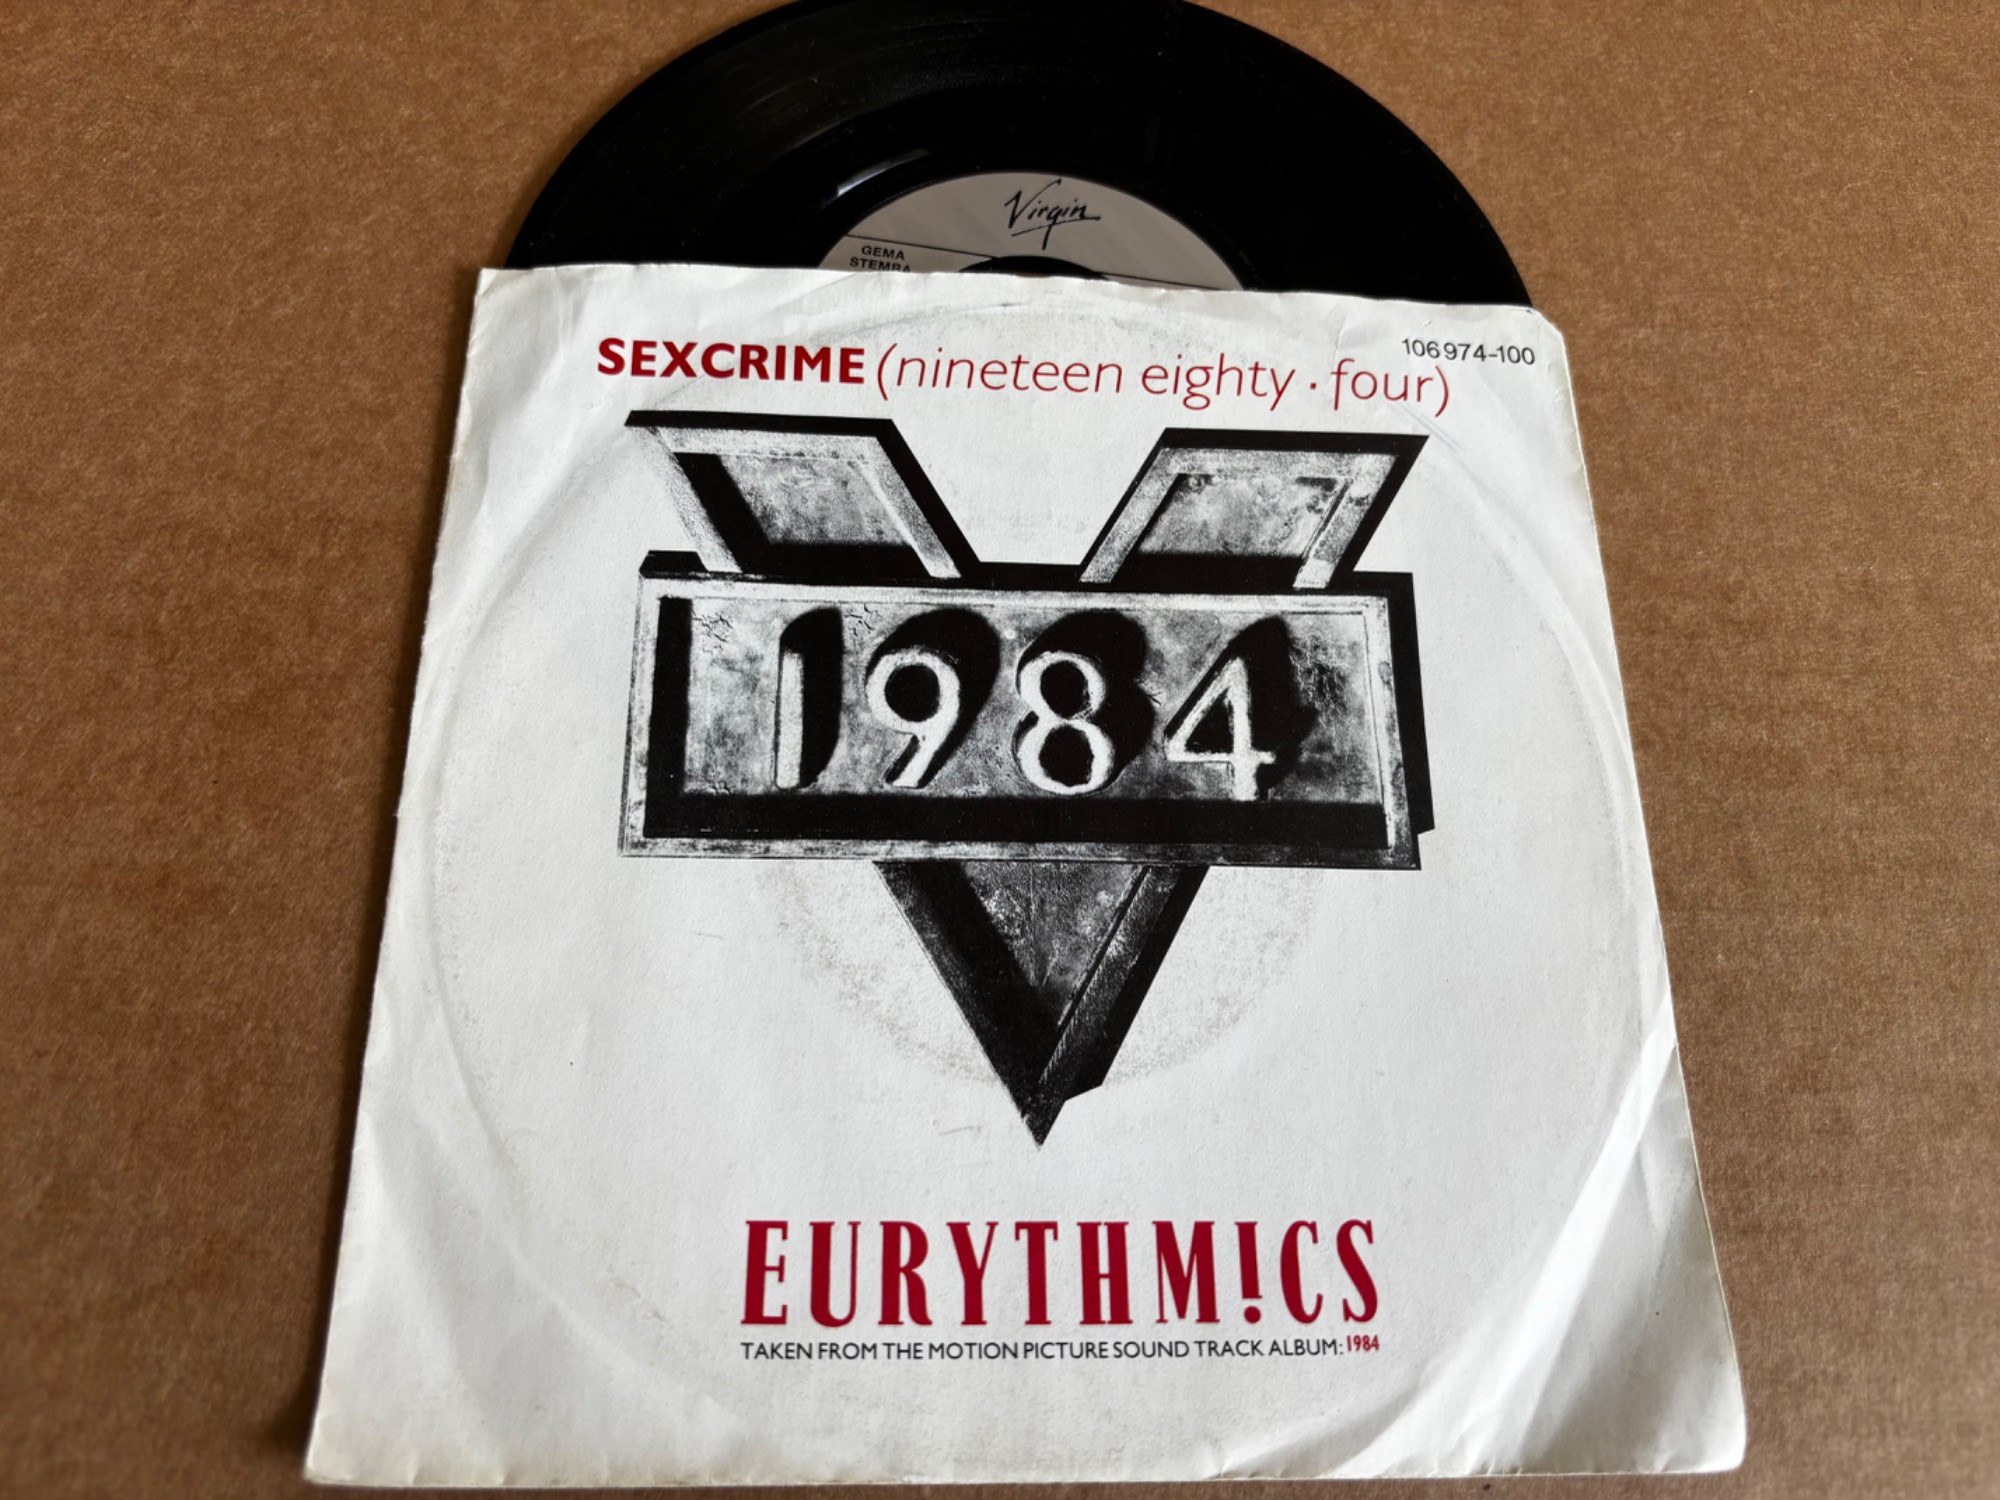 Virgin
GEMA
STEMRA
SEXCRIME (nineteen eighty · four)
106 974-100
1984
EURYTHM!CS
TAKEN FROM THE MOTION PICTURE SOUND TRACK ALBUM: 1984